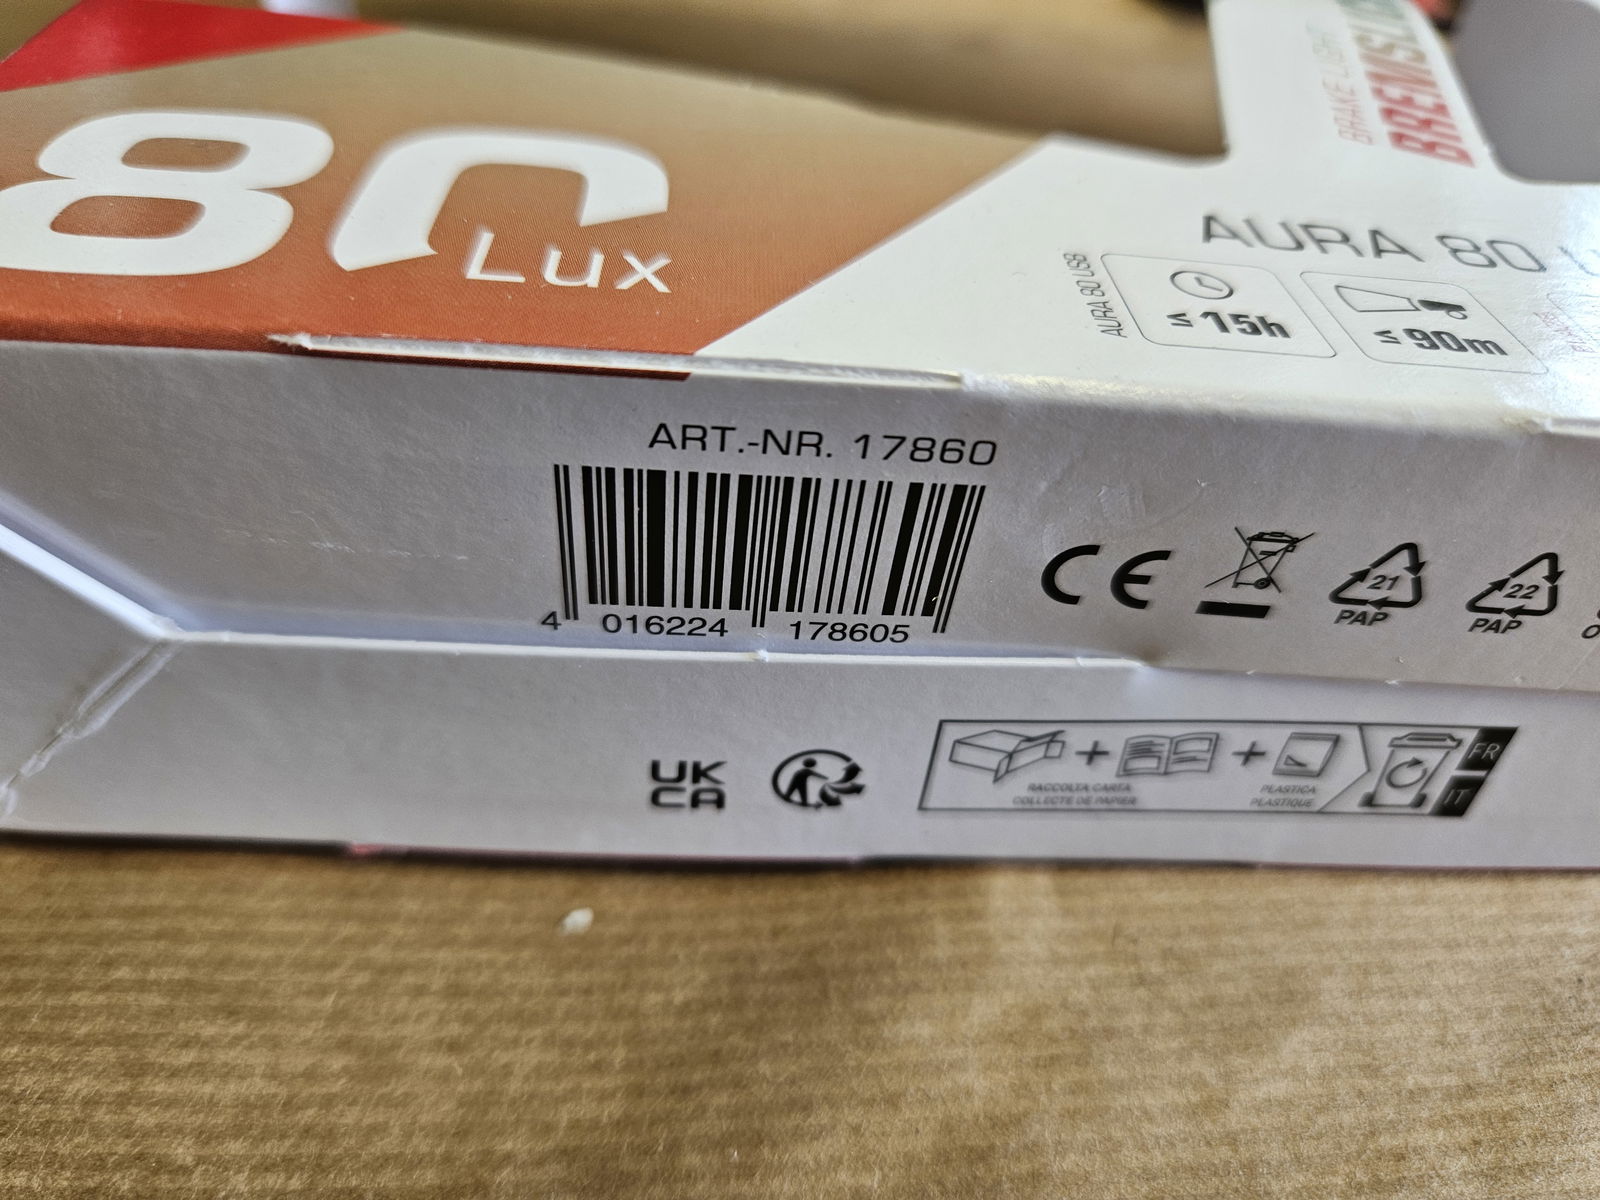 80
Lux
BRAKE LIGHT
AURA 80
AURA 80 USB
≤ 15h
≤ 90m
ART.-NR. 17860
4 016224 178605
CE
21
PAP
22
PAP
UK
CA
+ +
RACCOLTA CARTA
COLLECTE DE PAPIER
PLASTICA
PLASTIQUE
FR
IT